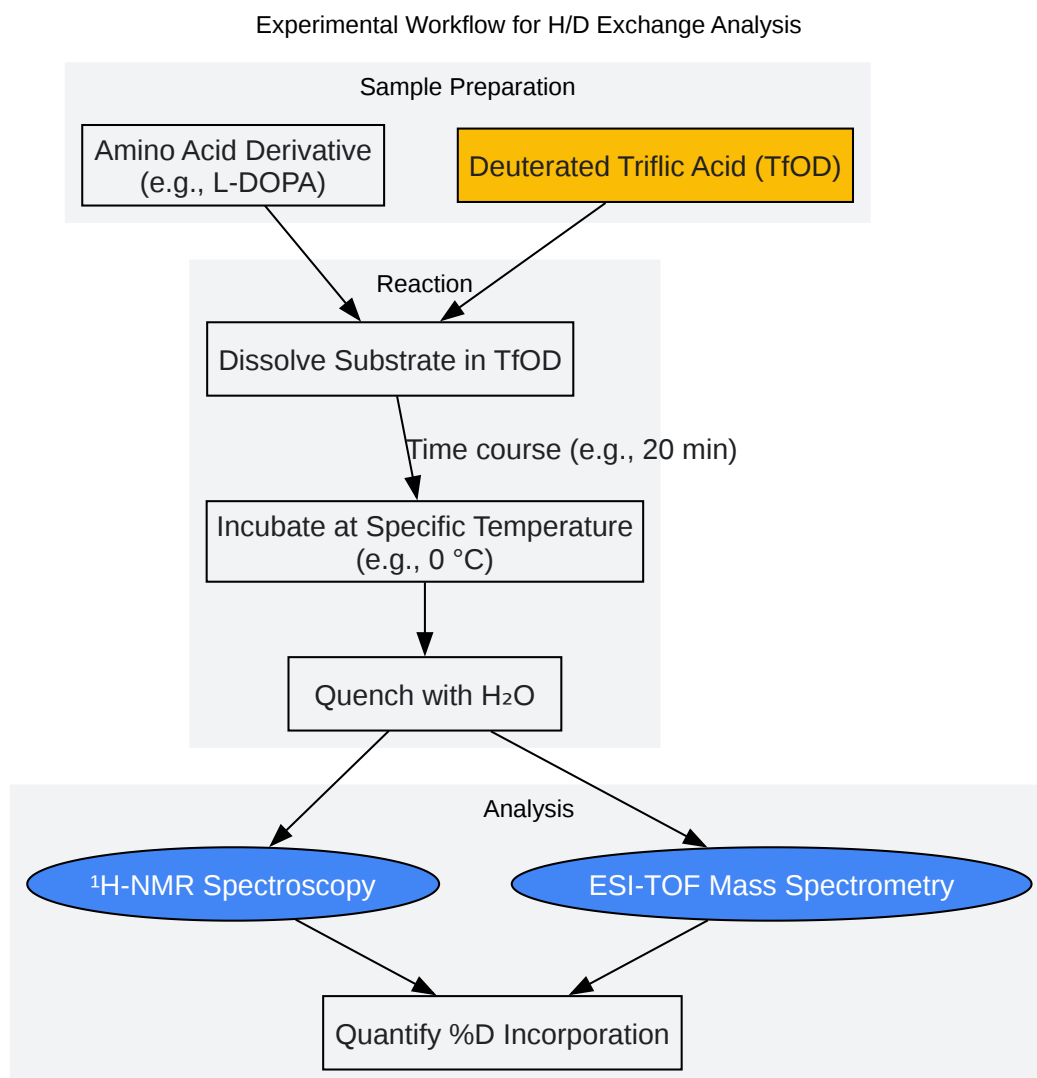 Experimental Workflow for H/D Exchange Analysis
Sample Preparation
Amino Acid Derivative
(e.g., L-DOPA)
Deuterated Triflic Acid (TfOD)
Reaction
Dissolve Substrate in TfOD
Time course (e.g., 20 min)
Incubate at Specific Temperature
(e.g., 0 °C)
Quench with H₂O
Analysis
¹H-NMR Spectroscopy
ESI-TOF Mass Spectrometry
Quantify %D Incorporation